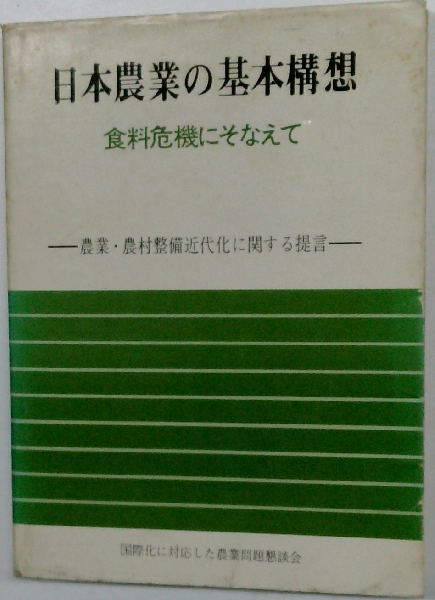 日本農業の基本構想
食料危機にそなえて
―農業・農村整備近代化に関する提言―
国際化に対応した農業問題懇談会